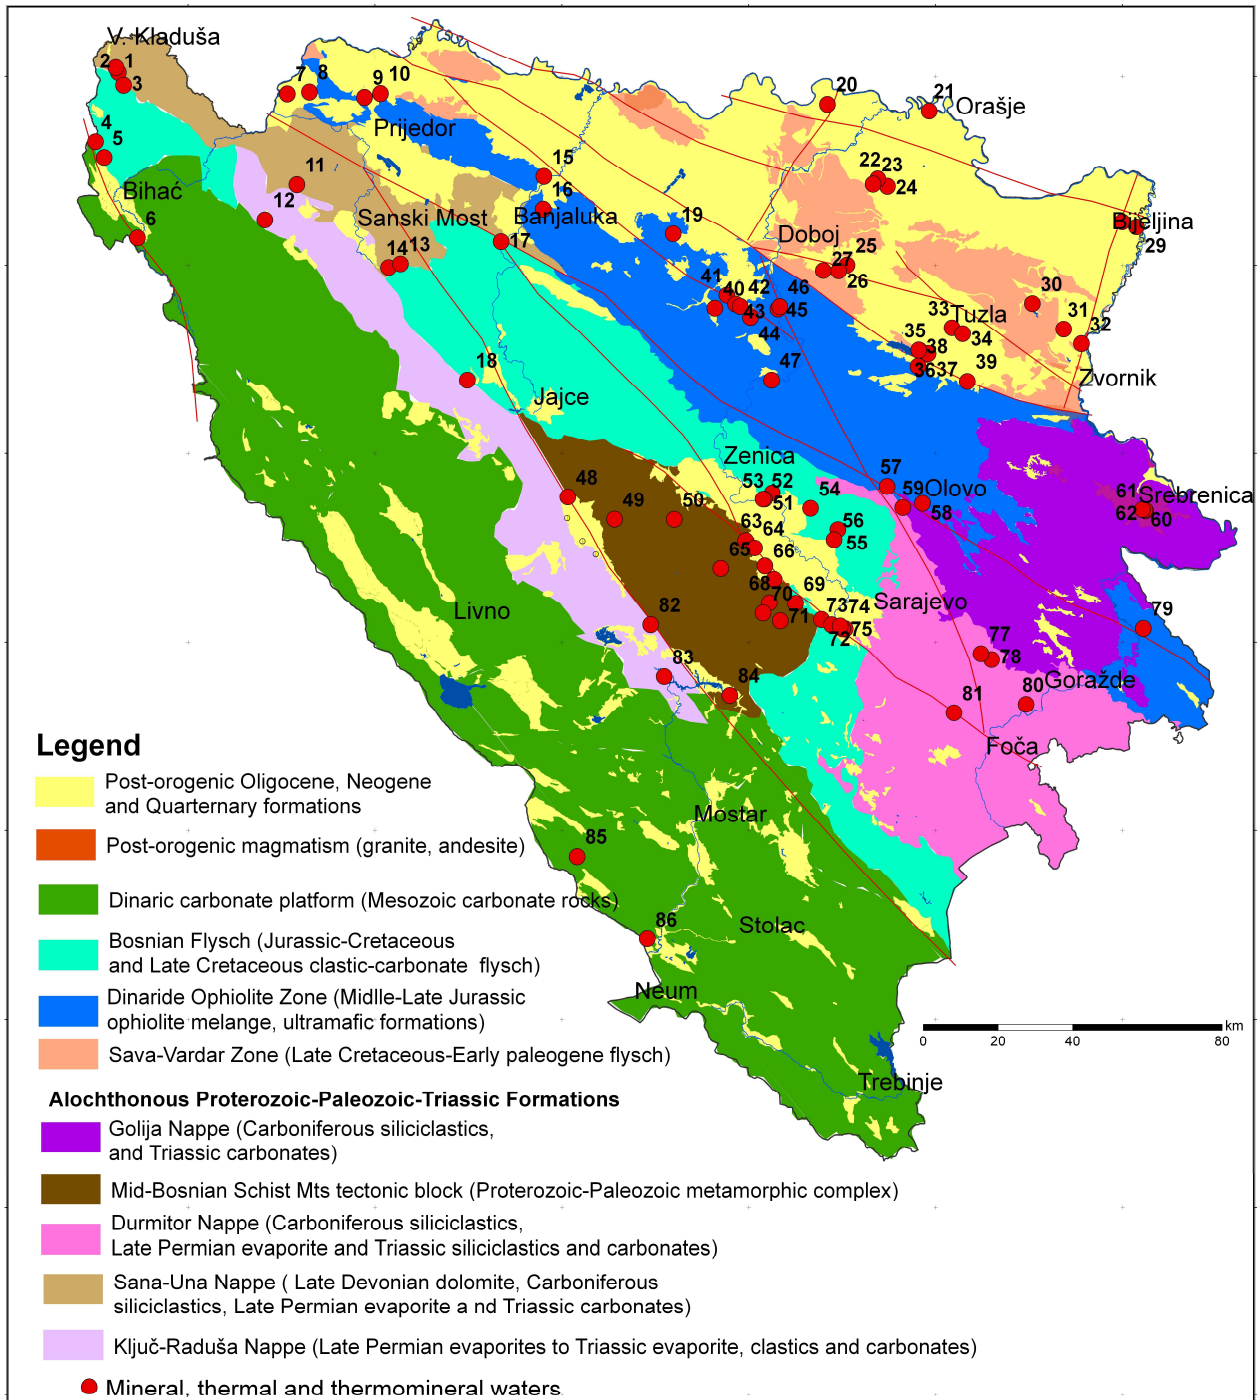 V. Kladuša
2 1
3
4
5
Bihać
6
7 8
9 10
Prijedor
11
12
Sanski Most
14 13
15
16
Banjaluka
17
18
19
20
21
Orašje
22 23
24
Doboj
25
27
26
Bijeljina
29
30
31
32
33
Tuzla
34
35
38
36 37
39
Zvornik
41
40 42
43
44
46
45
47
Jajce
48
49
50
Zenica
53 52
51
54
56
55
57
59 Olovo
58
61 Srebrenica
62 60
63
64
65
66
68
69
70
71
Sarajevo
73 74
75
72
77
78
79
80 Goražde
81
Foča
82
83
84
Livno
Mostar
85
86
Stolac
Neum
Trebinje
km
0 20 40 80
Legend
Post-orogenic Oligocene, Neogene
and Quarternary formations
Post-orogenic magmatism (granite, andesite)
Dinaric carbonate platform (Mesozoic carbonate rocks)
Bosnian Flysch (Jurassic-Cretaceous
and Late Cretaceous clastic-carbonate flysch)
Dinaride Ophiolite Zone (Midlle-Late Jurassic
ophiolite melange, ultramafic formations)
Sava-Vardar Zone (Late Cretaceous-Early paleogene flysch)
Alochthonous Proterozoic-Paleozoic-Triassic Formations
Golija Nappe (Carboniferous siliciclastics,
and Triassic carbonates)
Mid-Bosnian Schist Mts tectonic block (Proterozoic-Paleozoic metamorphic complex)
Durmitor Nappe (Carboniferous siliciclastics,
Late Permian evaporite and Triassic siliciclastics and carbonates)
Sana-Una Nappe ( Late Devonian dolomite, Carboniferous
siliciclastics, Late Permian evaporite a nd Triassic carbonates)
Ključ-Raduša Nappe (Late Permian evaporites to Triassic evaporite, clastics and carbonates)
Mineral, thermal and thermomineral waters